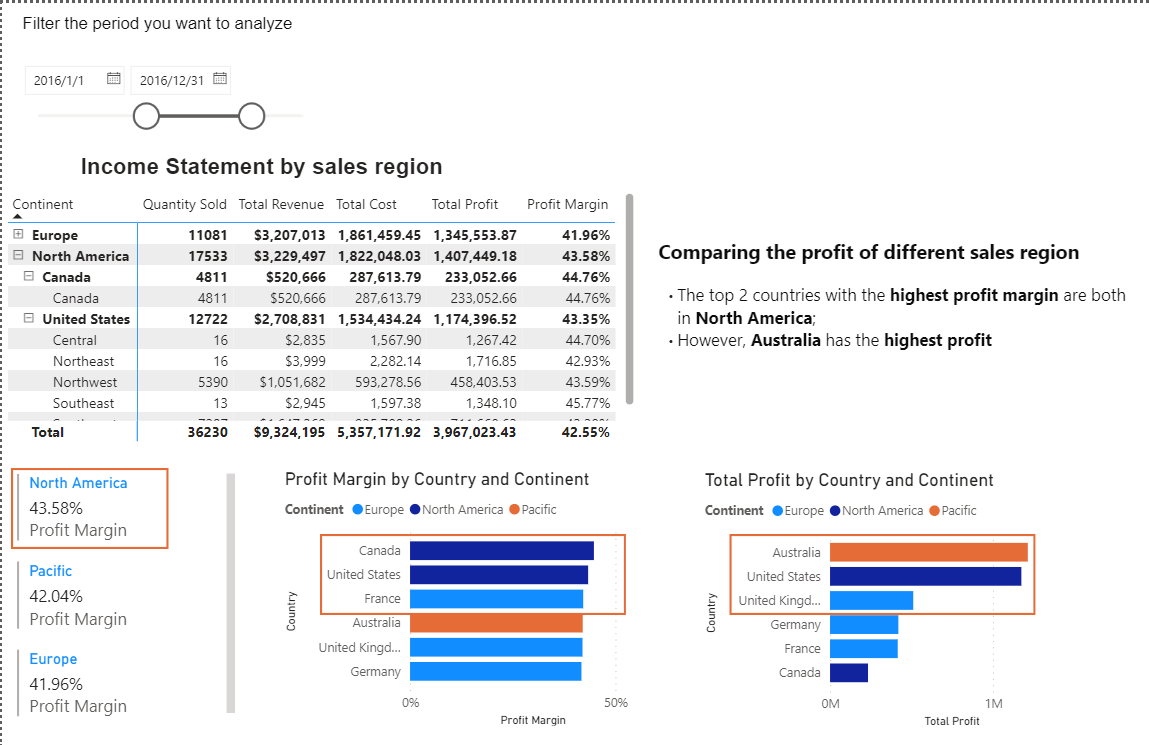 Filter the period you want to analyze
2016/1/1 2016/12/31
Income Statement by sales region
Continent Quantity Sold Total Revenue Total Cost Total Profit Profit Margin
Europe 11081 $3,207,013 1,861,459.45 1,345,553.87 41.96%
North America 17533 $3,229,497 1,822,048.03 1,407,449.18 43.58%
Canada 4811 $520,666 287,613.79 233,052.66 44.76%
Canada 4811 $520,666 287,613.79 233,052.66 44.76%
United States 12722 $2,708,831 1,534,434.24 1,174,396.52 43.35%
Central 16 $2,835 1,567.90 1,267.42 44.70%
Northeast 16 $3,999 2,282.14 1,716.85 42.93%
Northwest 5390 $1,051,682 593,278.56 458,403.53 43.59%
Southeast 13 $2,945 1,597.38 1,348.10 45.77%
Total 36230 $9,324,195 5,357,171.92 3,967,023.43 42.55%
Comparing the profit of different sales region
• The top 2 countries with the highest profit margin are both
in North America;
• However, Australia has the highest profit
North America
43.58%
Profit Margin
Pacific
42.04%
Profit Margin
Europe
41.96%
Profit Margin
Profit Margin by Country and Continent
Continent Europe North America Pacific
Country
Canada
United States
France
Australia
United Kingd...
Germany
0% 50%
Profit Margin
Total Profit by Country and Continent
Continent Europe North America Pacific
Country
Australia
United States
United Kingd...
Germany
France
Canada
0M 1M
Total Profit